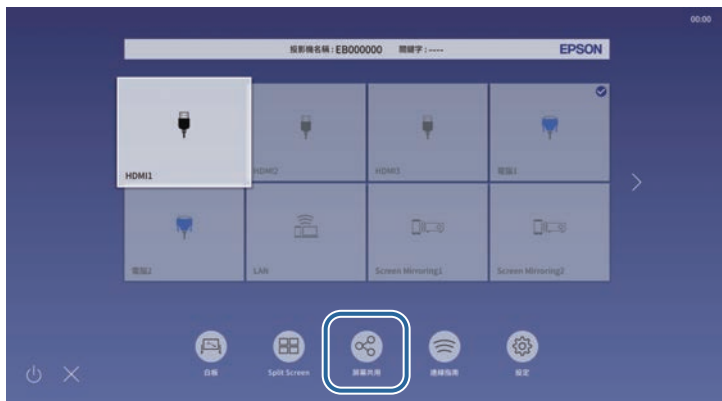 00:00
投影機名稱 : EB000000 關鍵字 : ---- EPSON
HDMI1 HDMI2 HDMI3 電腦1
電腦2 LAN Screen Mirroring1 Screen Mirroring2
白板 Split Screen 屏幕共用 連線指南 設定